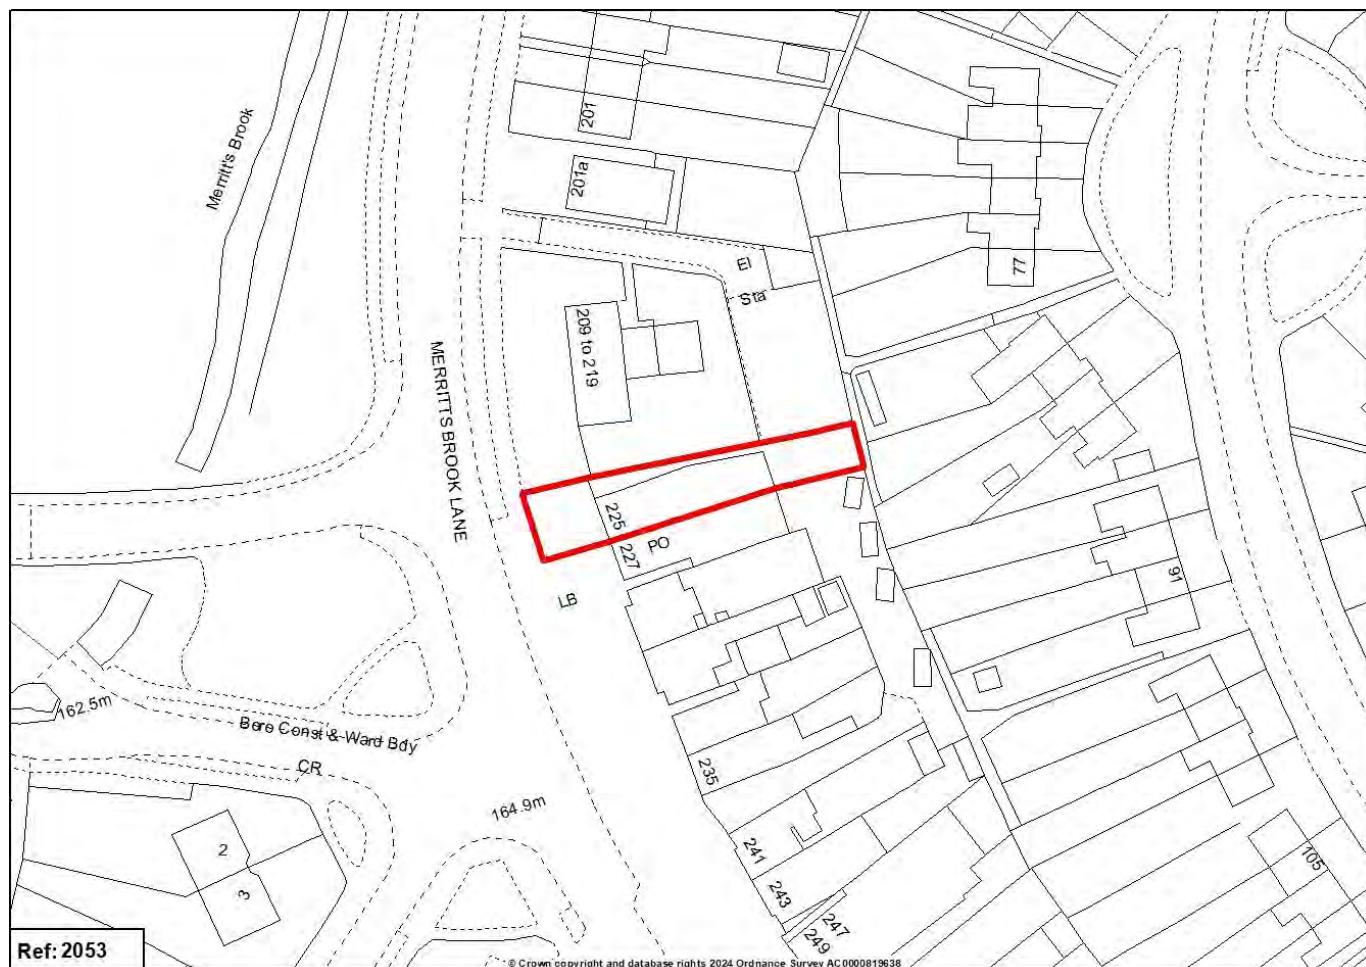 Merritt's Brook
201
201a
El
Sta
77
209 to 219
MERRITTS BROOK LANE
225
PO
227
LB
91
162.5m
Boro Const & Ward Bdy
CR
235
164.9m
2
3
241
243
247
249
105
Ref: 2053
© Crown copyright and database rights 2024 Ordnance Survey AC0000819638